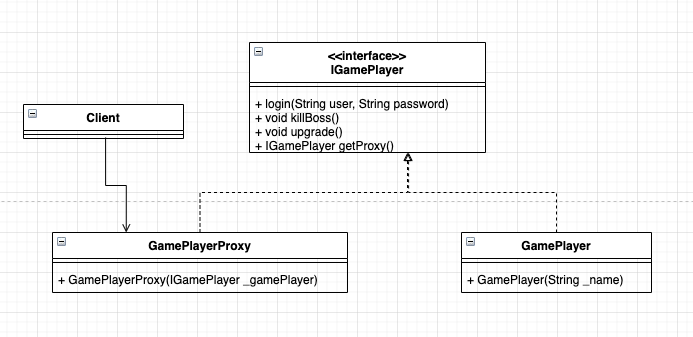 <<interface>>
IGamePlayer
+ login(String user, String password)
+ void killBoss()
+ void upgrade()
+ IGamePlayer getProxy()
Client
GamePlayerProxy
+ GamePlayerProxy(IGamePlayer _gamePlayer)
GamePlayer
+ GamePlayer(String _name)